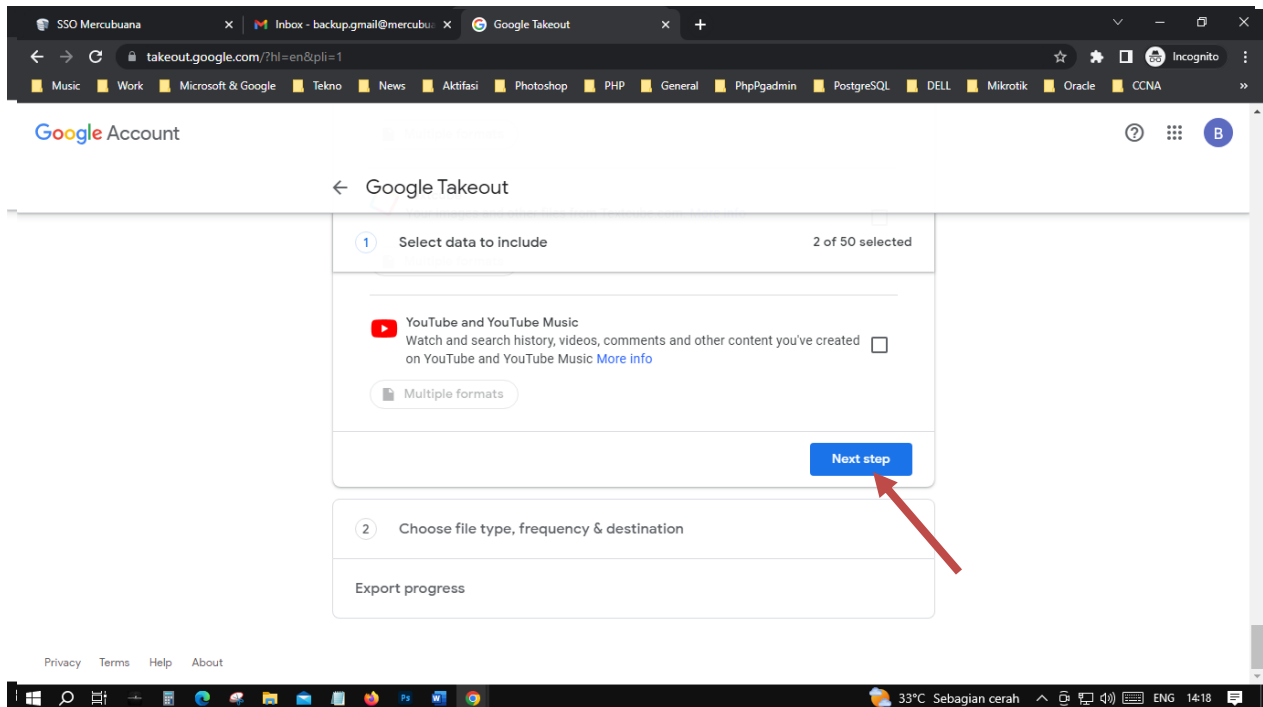 SSO Mercubuana
Inbox - backup.gmail@mercubua
Google Takeout
takeout.google.com/?hl=en&pli=1
Incognito
Music Work Microsoft & Google Tekno News Aktifasi Photoshop PHP General PhpPgadmin PostgreSQL DELL Mikrotik Oracle CCNA »
Google Account
B
Google Takeout
1 Select data to include 2 of 50 selected
YouTube and YouTube Music
Watch and search history, videos, comments and other content you've created
on YouTube and YouTube Music More info
Multiple formats
Next step
2 Choose file type, frequency & destination
Export progress
Privacy Terms Help About
Ps W 33°C Sebagian cerah ENG 14:18